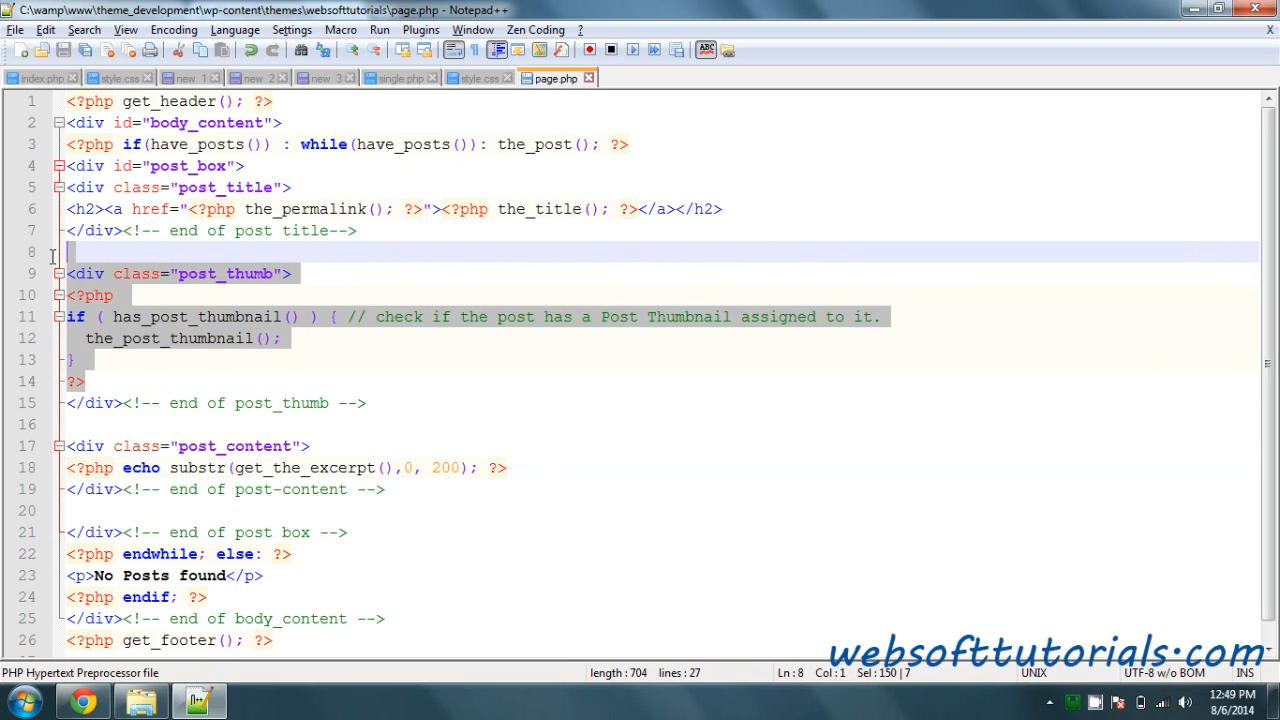 C:\wamp\www\theme_development\wp-content\themes\websofttutorials\page.php - Notepad++
File Edit Search View Encoding Language Settings Macro Run Plugins Window Zen Coding ? X
index.php style.css new 1 new 2 new 3 single.php style.css page.php
1 <?php get_header(); ?>
2 <div id="body_content">
3 <?php if(have_posts()) : while(have_posts()): the_post(); ?>
4 <div id="post_box">
5 <div class="post_title">
6 <h2><a href="<?php the_permalink(); ?>"><?php the_title(); ?></a></h2>
7 </div><!-- end of post title-->
8
9 <div class="post_thumb">
10 <?php
11 if ( has_post_thumbnail() ) { // check if the post has a Post Thumbnail assigned to it.
12 the_post_thumbnail();
13 }
14 ?>
15 </div><!-- end of post_thumb -->
16
17 <div class="post_content">
18 <?php echo substr(get_the_excerpt(),0, 200); ?>
19 </div><!-- end of post-content -->
20
21 </div><!-- end of post box -->
22 <?php endwhile; else: ?>
23 <p>No Posts found</p>
24 <?php endif; ?>
25 </div><!-- end of body_content -->
26 <?php get_footer(); ?>
websofttutorials.com
PHP Hypertext Preprocessor file length : 704 lines : 27 Ln : 8 Col : 1 Sel : 150 | 7 UNIX UTF-8 w/o BOM INS
12:49 PM
8/6/2014